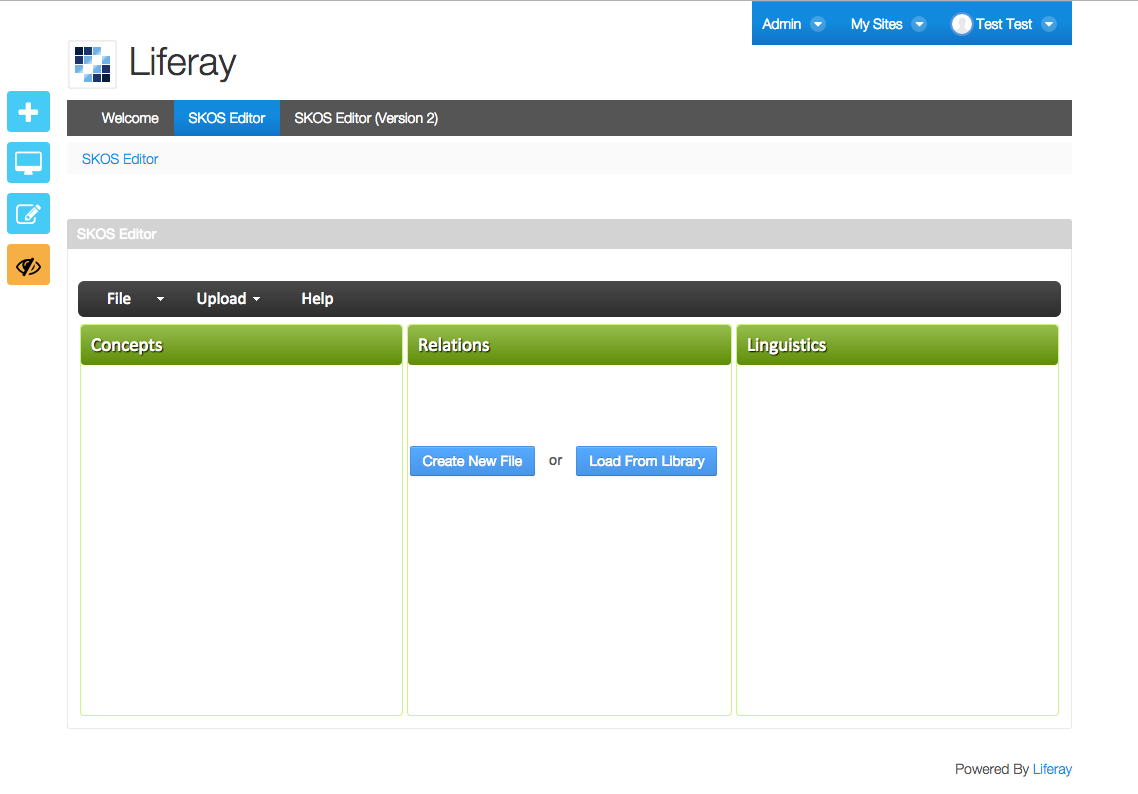 Admin My Sites Test Test
Liferay
Welcome SKOS Editor SKOS Editor (Version 2)
SKOS Editor
SKOS Editor
File Upload Help
Concepts Relations Linguistics
Create New File or Load From Library
Powered By Liferay